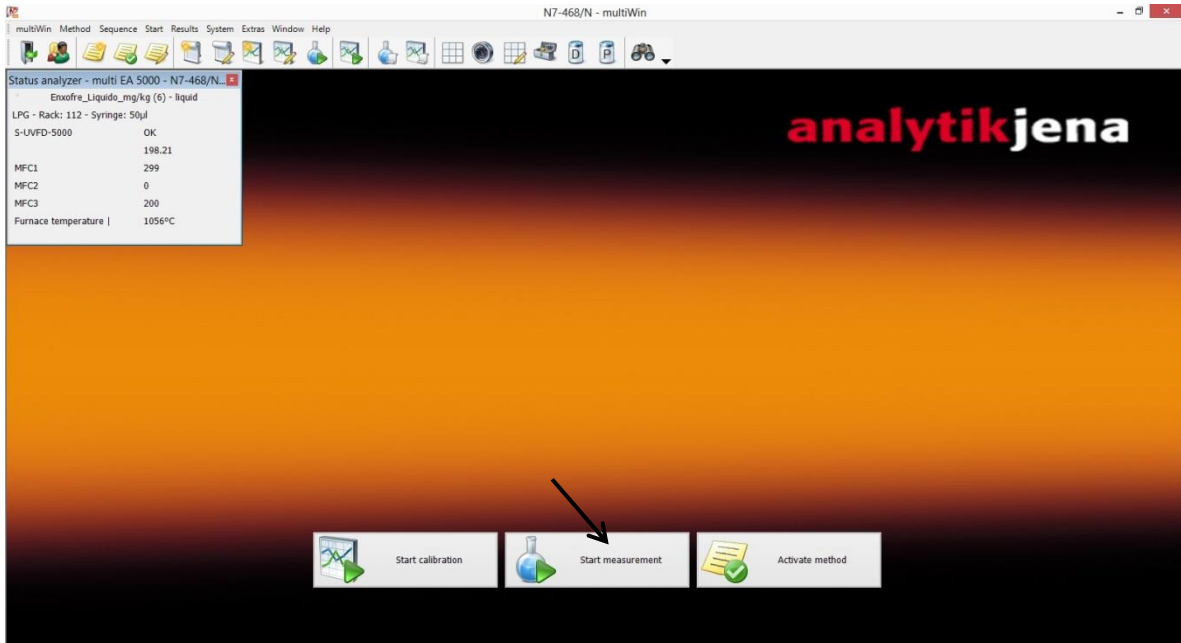 N7-468/N - multiWin
multiWin Method Sequence Start Results System Extras Window Help
D P
Status analyzer - multi EA 5000 - N7-468/N...
Enxofre_Liquido_mg/kg (6) - liquid
LPG - Rack: 112 - Syringe: 50µl
S-UVFD-5000 OK
198.21
MFC1 299
MFC2 0
MFC3 200
Furnace temperature | 1056ºC
analytikjena
Start calibration
Start measurement
Activate method